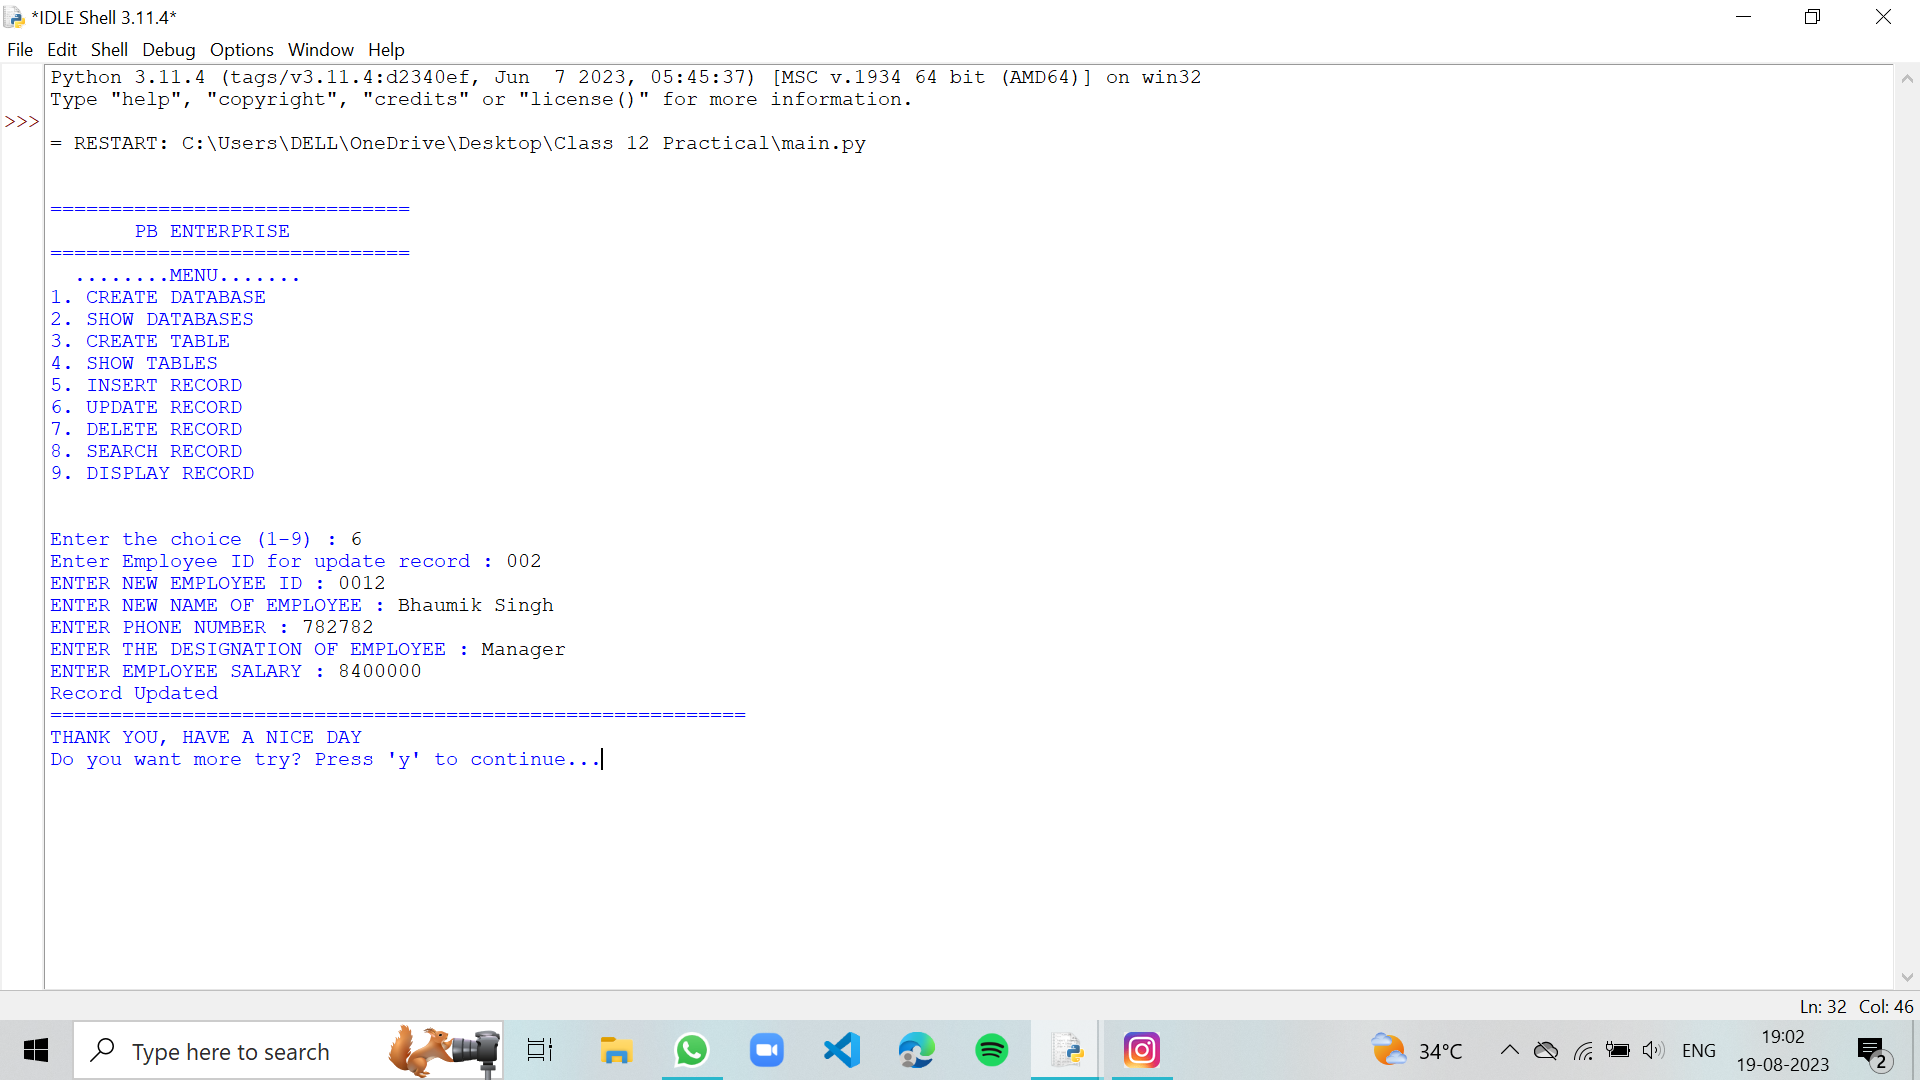 *IDLE Shell 3.11.4*
File Edit Shell Debug Options Window Help
Python 3.11.4 (tags/v3.11.4:d2340ef, Jun  7 2023, 05:45:37) [MSC v.1934 64 bit (AMD64)] on win32
Type "help", "copyright", "credits" or "license()" for more information.
>>>
= RESTART: C:\Users\DELL\OneDrive\Desktop\Class 12 Practical\main.py
==============================
PB ENTERPRISE
==============================
........MENU.......
1. CREATE DATABASE
2. SHOW DATABASES
3. CREATE TABLE
4. SHOW TABLES
5. INSERT RECORD
6. UPDATE RECORD
7. DELETE RECORD
8. SEARCH RECORD
9. DISPLAY RECORD
Enter the choice (1-9) : 6
Enter Employee ID for update record : 002
ENTER NEW EMPLOYEE ID : 0012
ENTER NEW NAME OF EMPLOYEE : Bhaumik Singh
ENTER PHONE NUMBER : 782782
ENTER THE DESIGNATION OF EMPLOYEE : Manager
ENTER EMPLOYEE SALARY : 8400000
Record Updated
==========================================================
THANK YOU, HAVE A NICE DAY
Do you want more try? Press 'y' to continue...
Ln: 32 Col: 46
Type here to search
34°C
ENG
19:02
19-08-2023
2